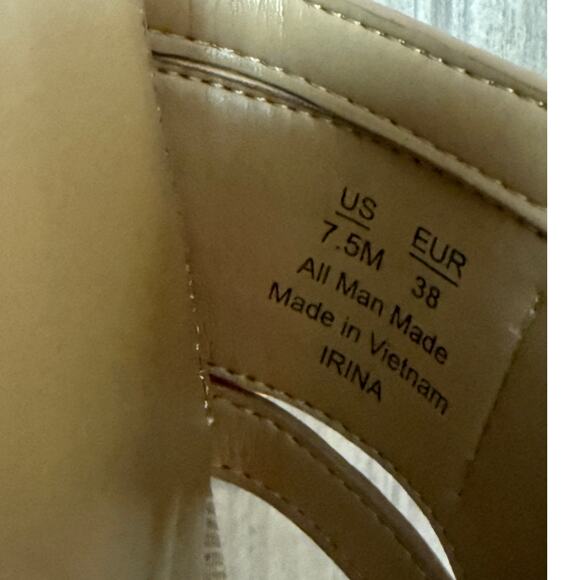 US EUR
7.5M 38
All Man Made
Made in Vietnam
IRINA